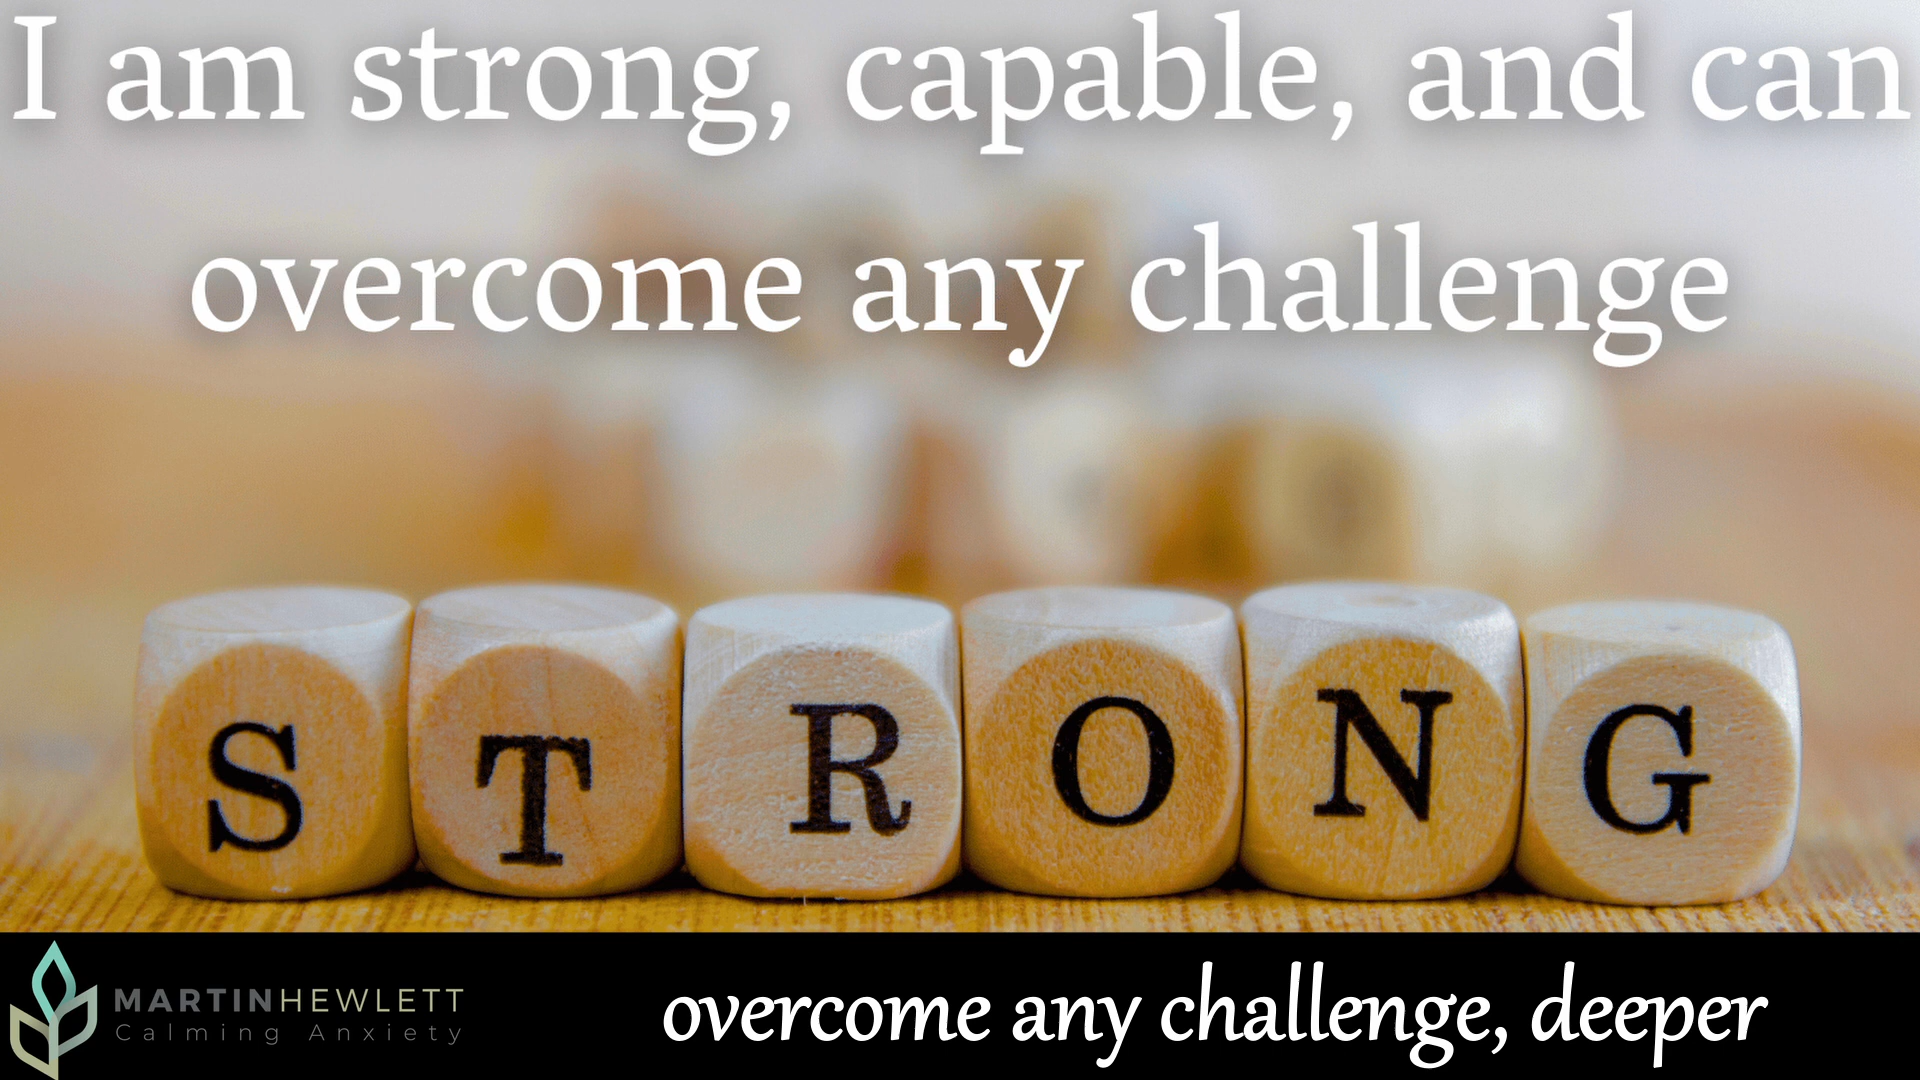 I am strong, capable, and can
overcome any challenge
STRONG
MARTINHEWLETT
Calming Anxiety
overcome any challenge, deeper